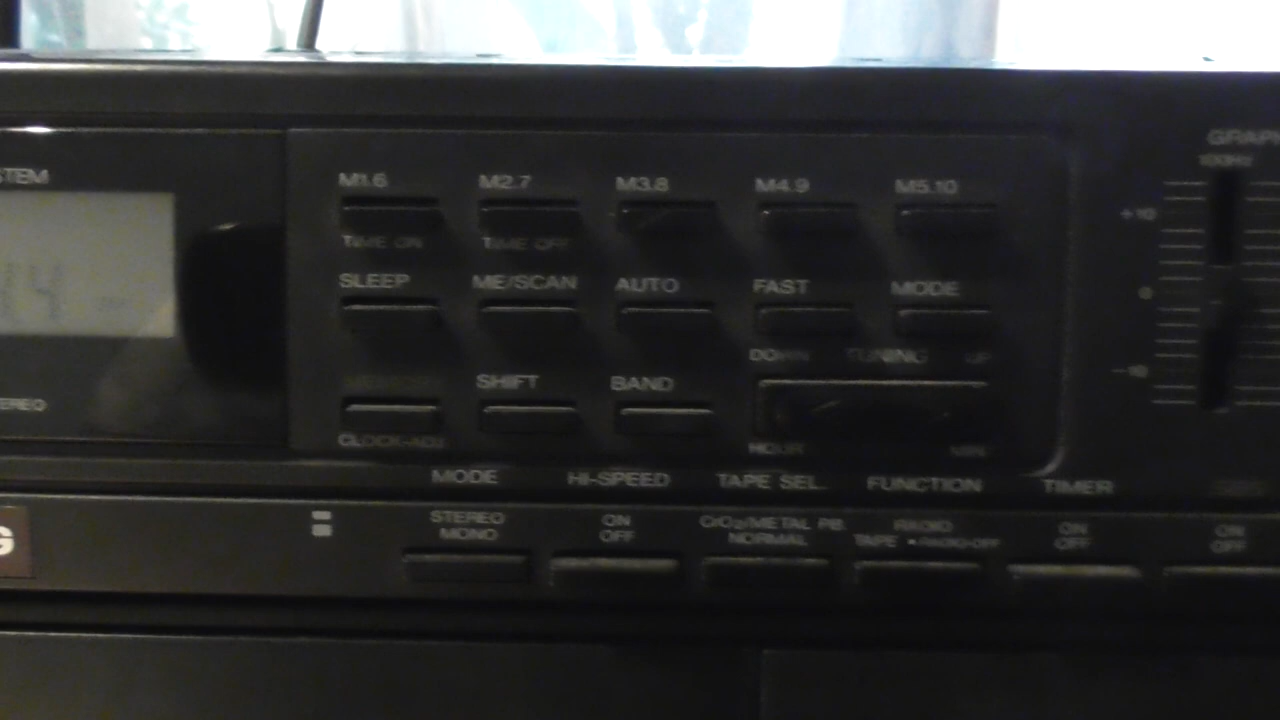 STEM
M1.6 M2.7 M3.8 M4.9 M5.10
TIME ON TIME OFF
SLEEP ME/SCAN AUTO FAST MODE
DOWN TUNING UP
SHIFT BAND
EREO
CLOCK-ADJ HOUR MIN
GRAP
100Hz
+10
0
-10
MODE HI-SPEED TAPE SEL. FUNCTION TIMER
STEREO ON CrO2/METAL PB. RADIO ON ON
MONO OFF NORMAL TAPE OFF OFF
G